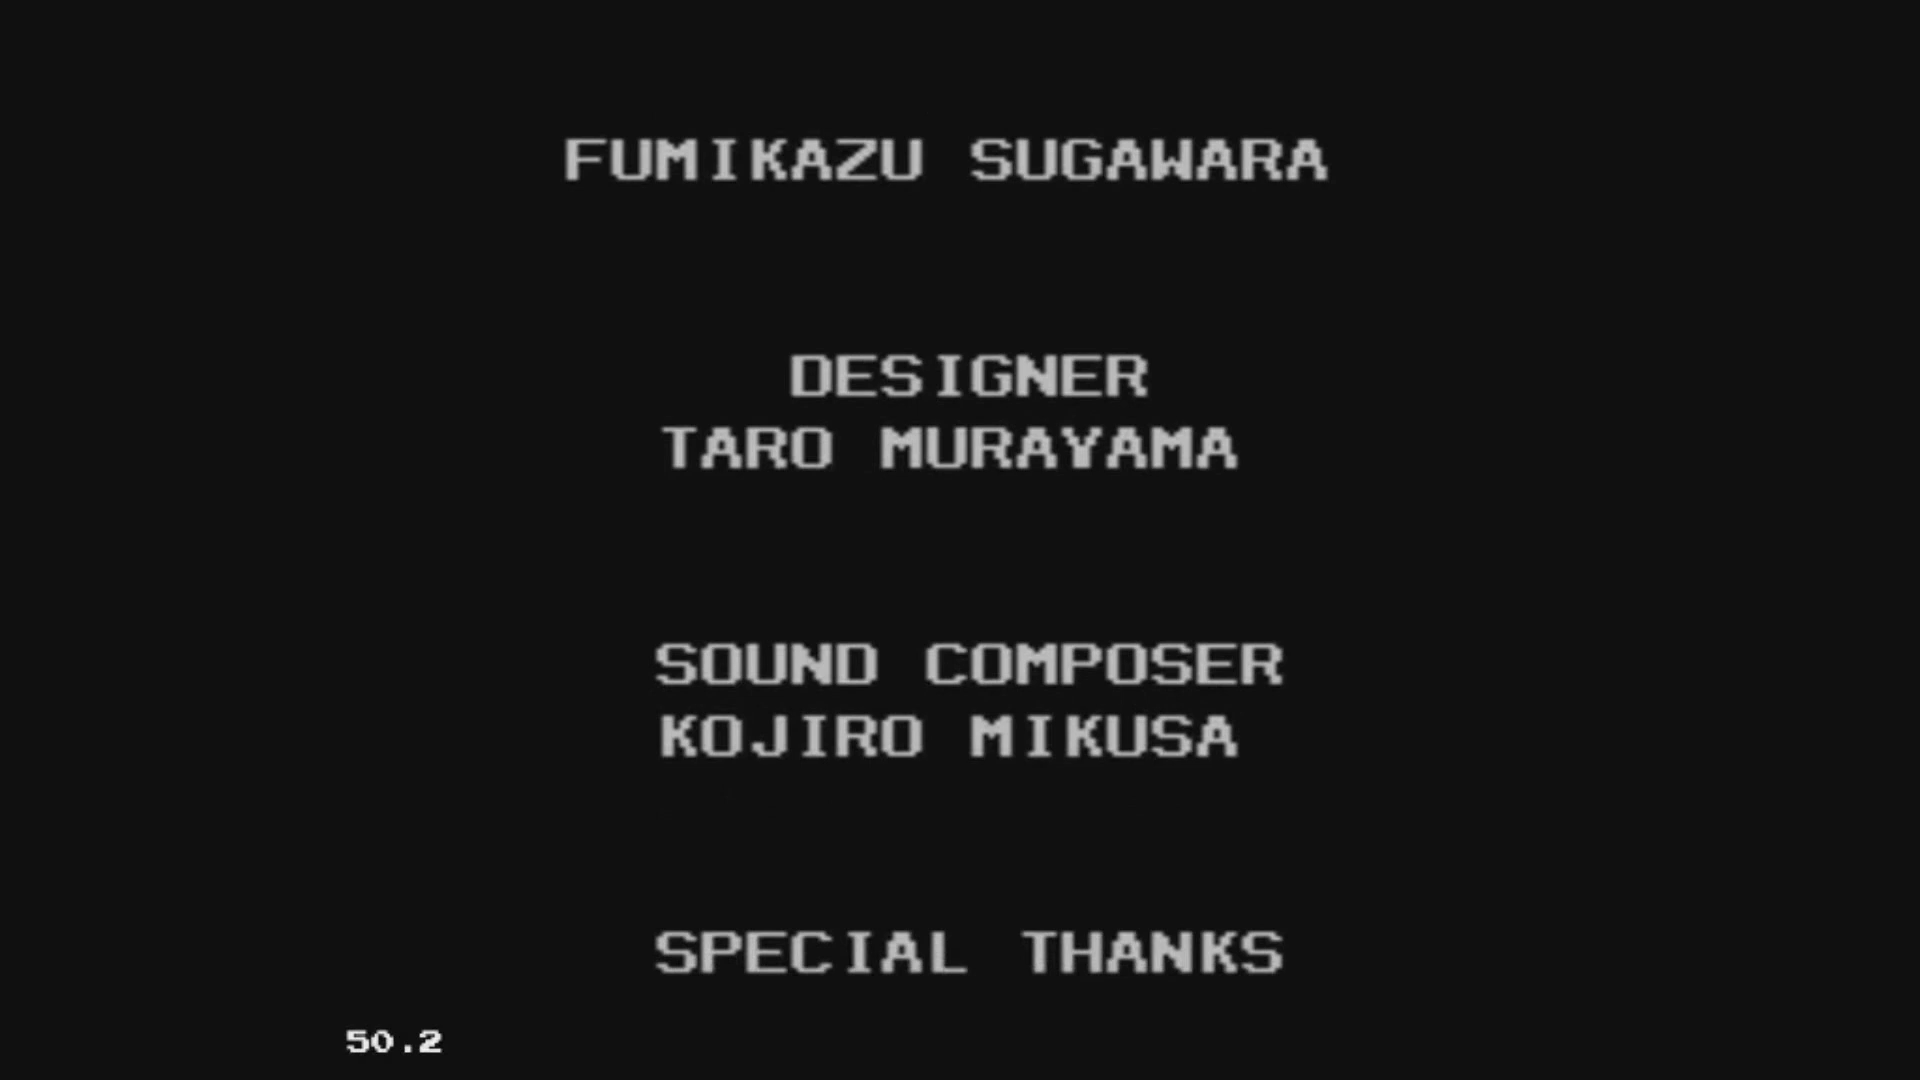 FUMIKAZU SUGAWARA
DESIGNER
TARO MURAYAMA
SOUND COMPOSER
KOJIRO MIKUSA
SPECIAL THANKS
50.2